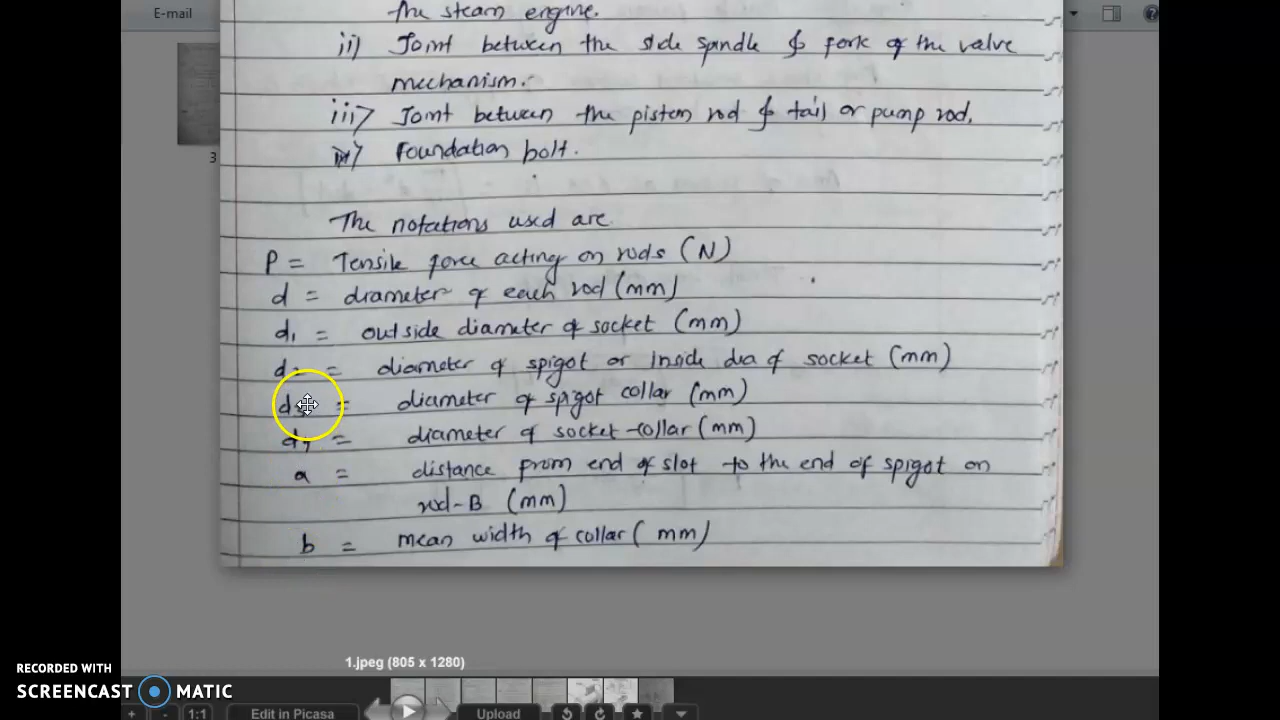 E-mail
the steam engine.
ii) Joint between the side spindle & fork of the valve
mechanism.
iii) Joint between the piston rod & tail or pump rod.
iv) Foundation bolt.
The notations used are.
P = Tensile force acting on rods (N)
d = diameter of each rod (mm)
d1 = outside diameter of socket (mm)
d2 = diameter of spigot or inside dia of socket (mm)
d3 = diameter of spigot collar (mm)
d4 = diameter of socket-collar (mm)
a = distance from end of slot to the end of spigot on
rod-B (mm)
b = mean width of collar ( mm)
3
1.jpeg (805 x 1280)
RECORDED WITH
SCREENCAST MATIC
1:1 Edit in Picasa Upload